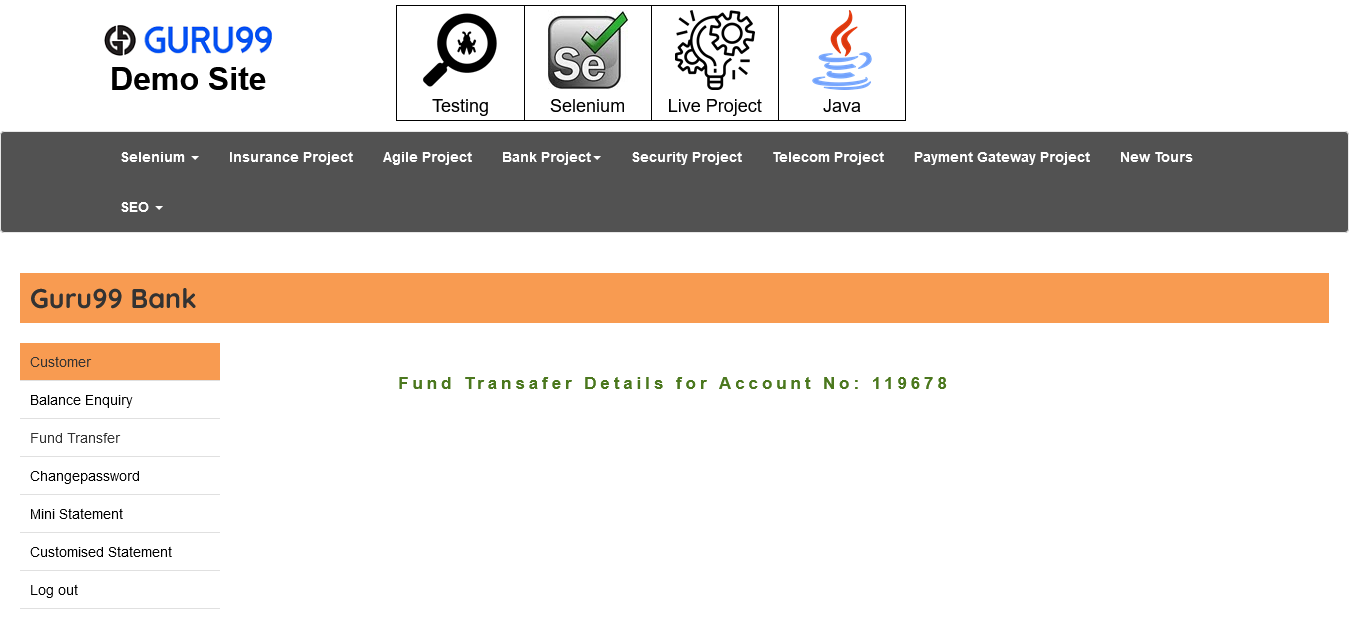 GURU99
Demo Site
Testing
Selenium
Se
Live Project
Java
Selenium
Insurance Project
Agile Project
Bank Project
Security Project
Telecom Project
Payment Gateway Project
New Tours
SEO
Guru99 Bank
Customer
Balance Enquiry
Fund Transfer
Changepassword
Mini Statement
Customised Statement
Log out
Fund Transafer Details for Account No: 119678